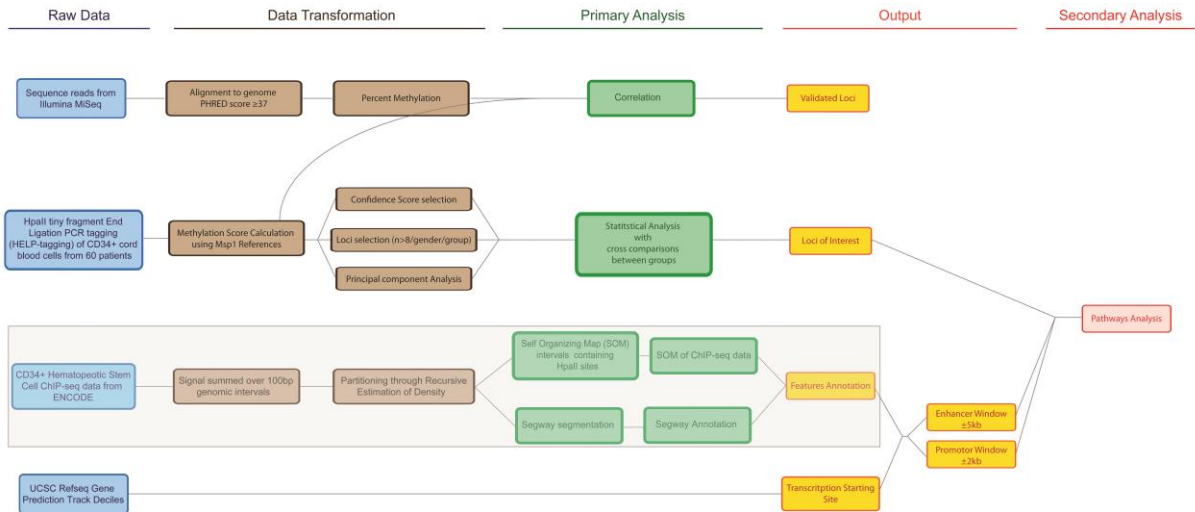 Raw Data
Data Transformation
Primary Analysis
Output
Secondary Analysis
Sequence reads from
Illumina MiSeq
Alignment to genome
PHRED score ≥37
Percent Methylation
Correlation
Validated Loci
HpaII tiny fragment End
Ligation PCR tagging
(HELP-tagging) of CD34+ cord
blood cells from 60 patients
Methylation Score Calculation
using Msp1 References
Confidence Score selection
Loci selection (n>8/gender/group)
Principal component Analysis
Statitstical Analysis
with
cross comparisons
between groups
Loci of Interest
Pathways Analysis
CD34+ Hematopeotic Stem
Cell ChIP-seq data from
ENCODE
Signal summed over 100bp
genomic intervals
Partitioning through Recursive
Estimation of Density
Self Organizing Map (SOM)
intervals containing
HpaII sites
SOM of ChIP-seq data
Segway segmentation
Segway Annotation
Features Annotation
Enhancer Window
±5kb
Promotor Window
±2kb
UCSC Refseq Gene
Prediction Track Deciles
Transcritption Starting
Site